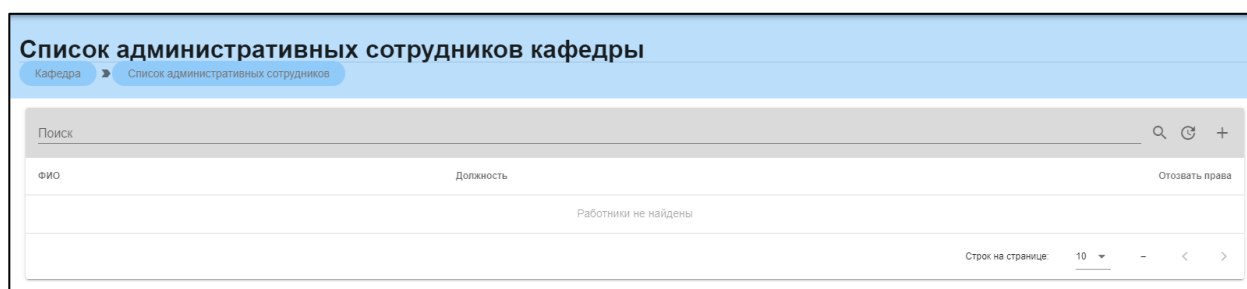 Список административных сотрудников кафедры
Кафедра Список административных сотрудников
Поиск
ФИО Должность Отозвать права
Работники не найдены
Строк на странице: 10 –